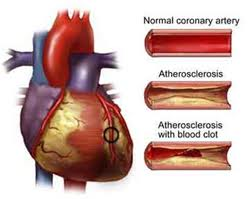 Normal coronary artery
Atherosclerosis
Atherosclerosis
with blood clot